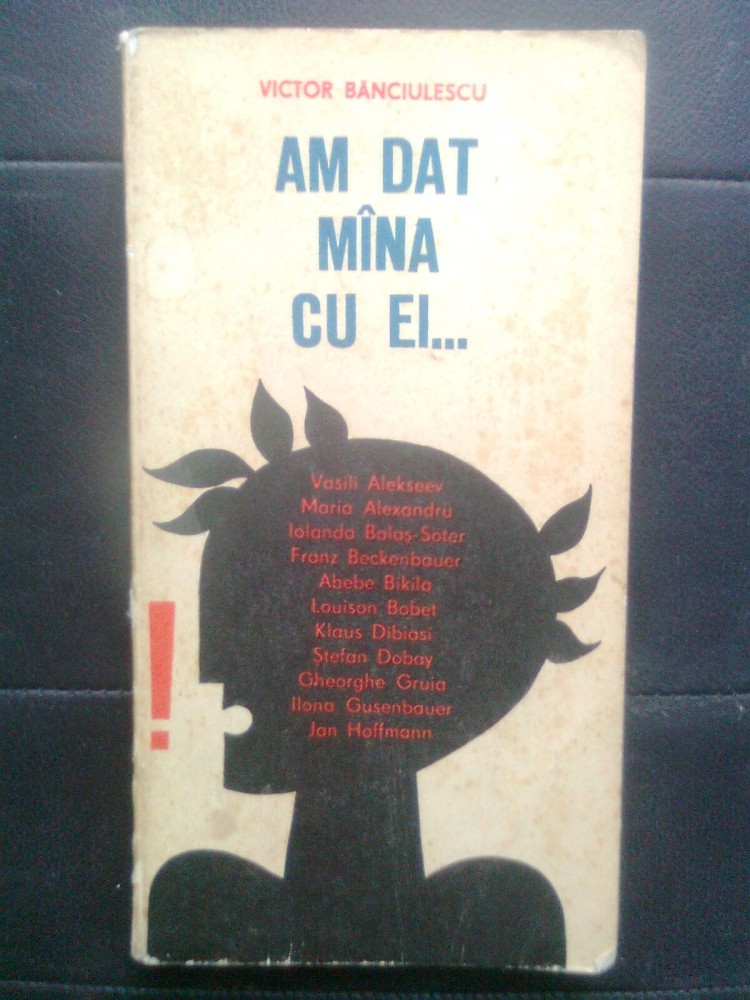 VICTOR BĂNCIULESCU
AM DAT
MÎNA
CU EI...
Vasili Alekseev
Maria Alexandru
Iolanda Balaș-Soter
Franz Beckenbauer
Abebe Bikila
Louison Bobet
Klaus Dibiasi
Ștefan Dobay
Gheorghe Gruia
Ilona Gusenbauer
Jan Hoffmann
!